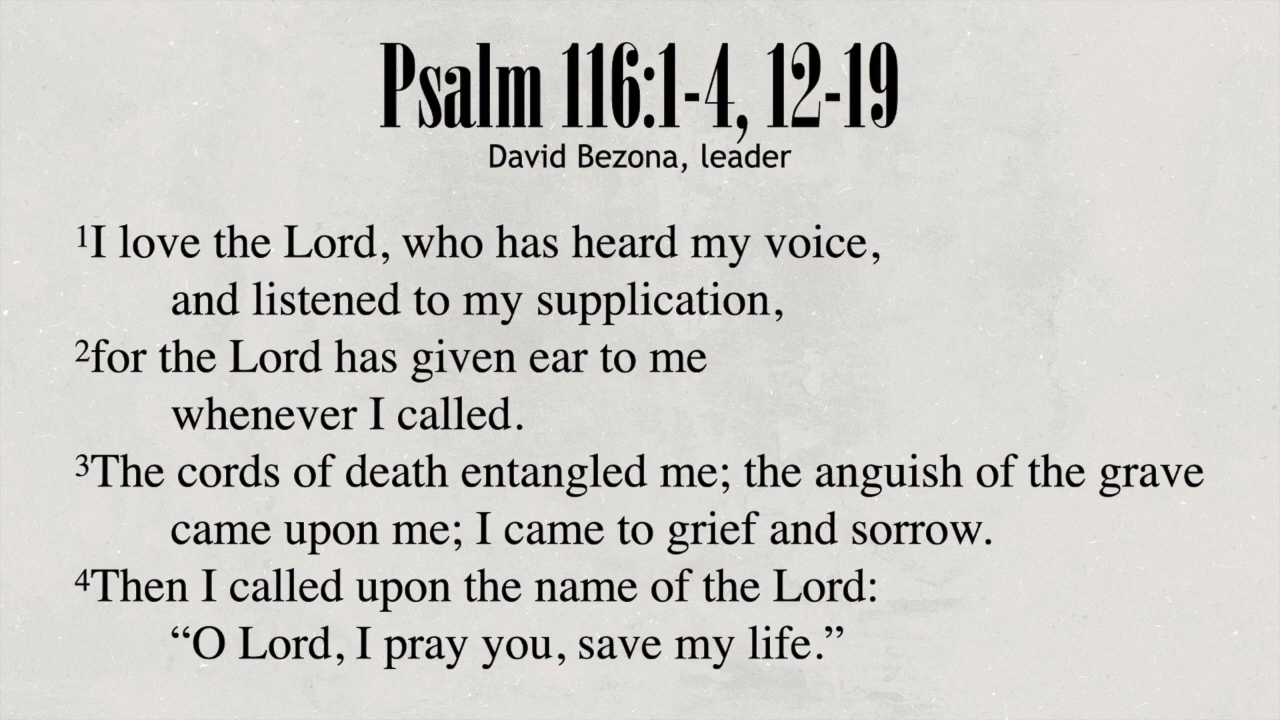 Psalm 116:1-4, 12-19
David Bezona, leader
¹I love the Lord, who has heard my voice,
and listened to my supplication,
²for the Lord has given ear to me
whenever I called.
³The cords of death entangled me; the anguish of the grave
came upon me; I came to grief and sorrow.
⁴Then I called upon the name of the Lord:
“O Lord, I pray you, save my life.”